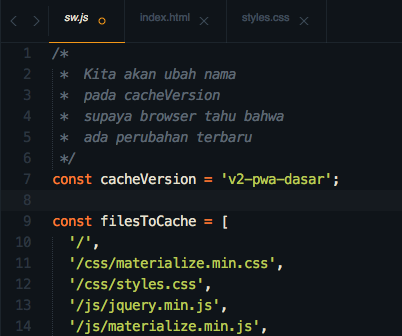 sw.js index.html styles.css
1 /*
2 * Kita akan ubah nama
3 * pada cacheVersion
4 * supaya browser tahu bahwa
5 * ada perubahan terbaru
6 */
7 const cacheVersion = 'v2-pwa-dasar';
8
9 const filesToCache = [
10 '/',
11 '/css/materialize.min.css',
12 '/css/styles.css',
13 '/js/jquery.min.js',
14 '/js/materialize.min.js',